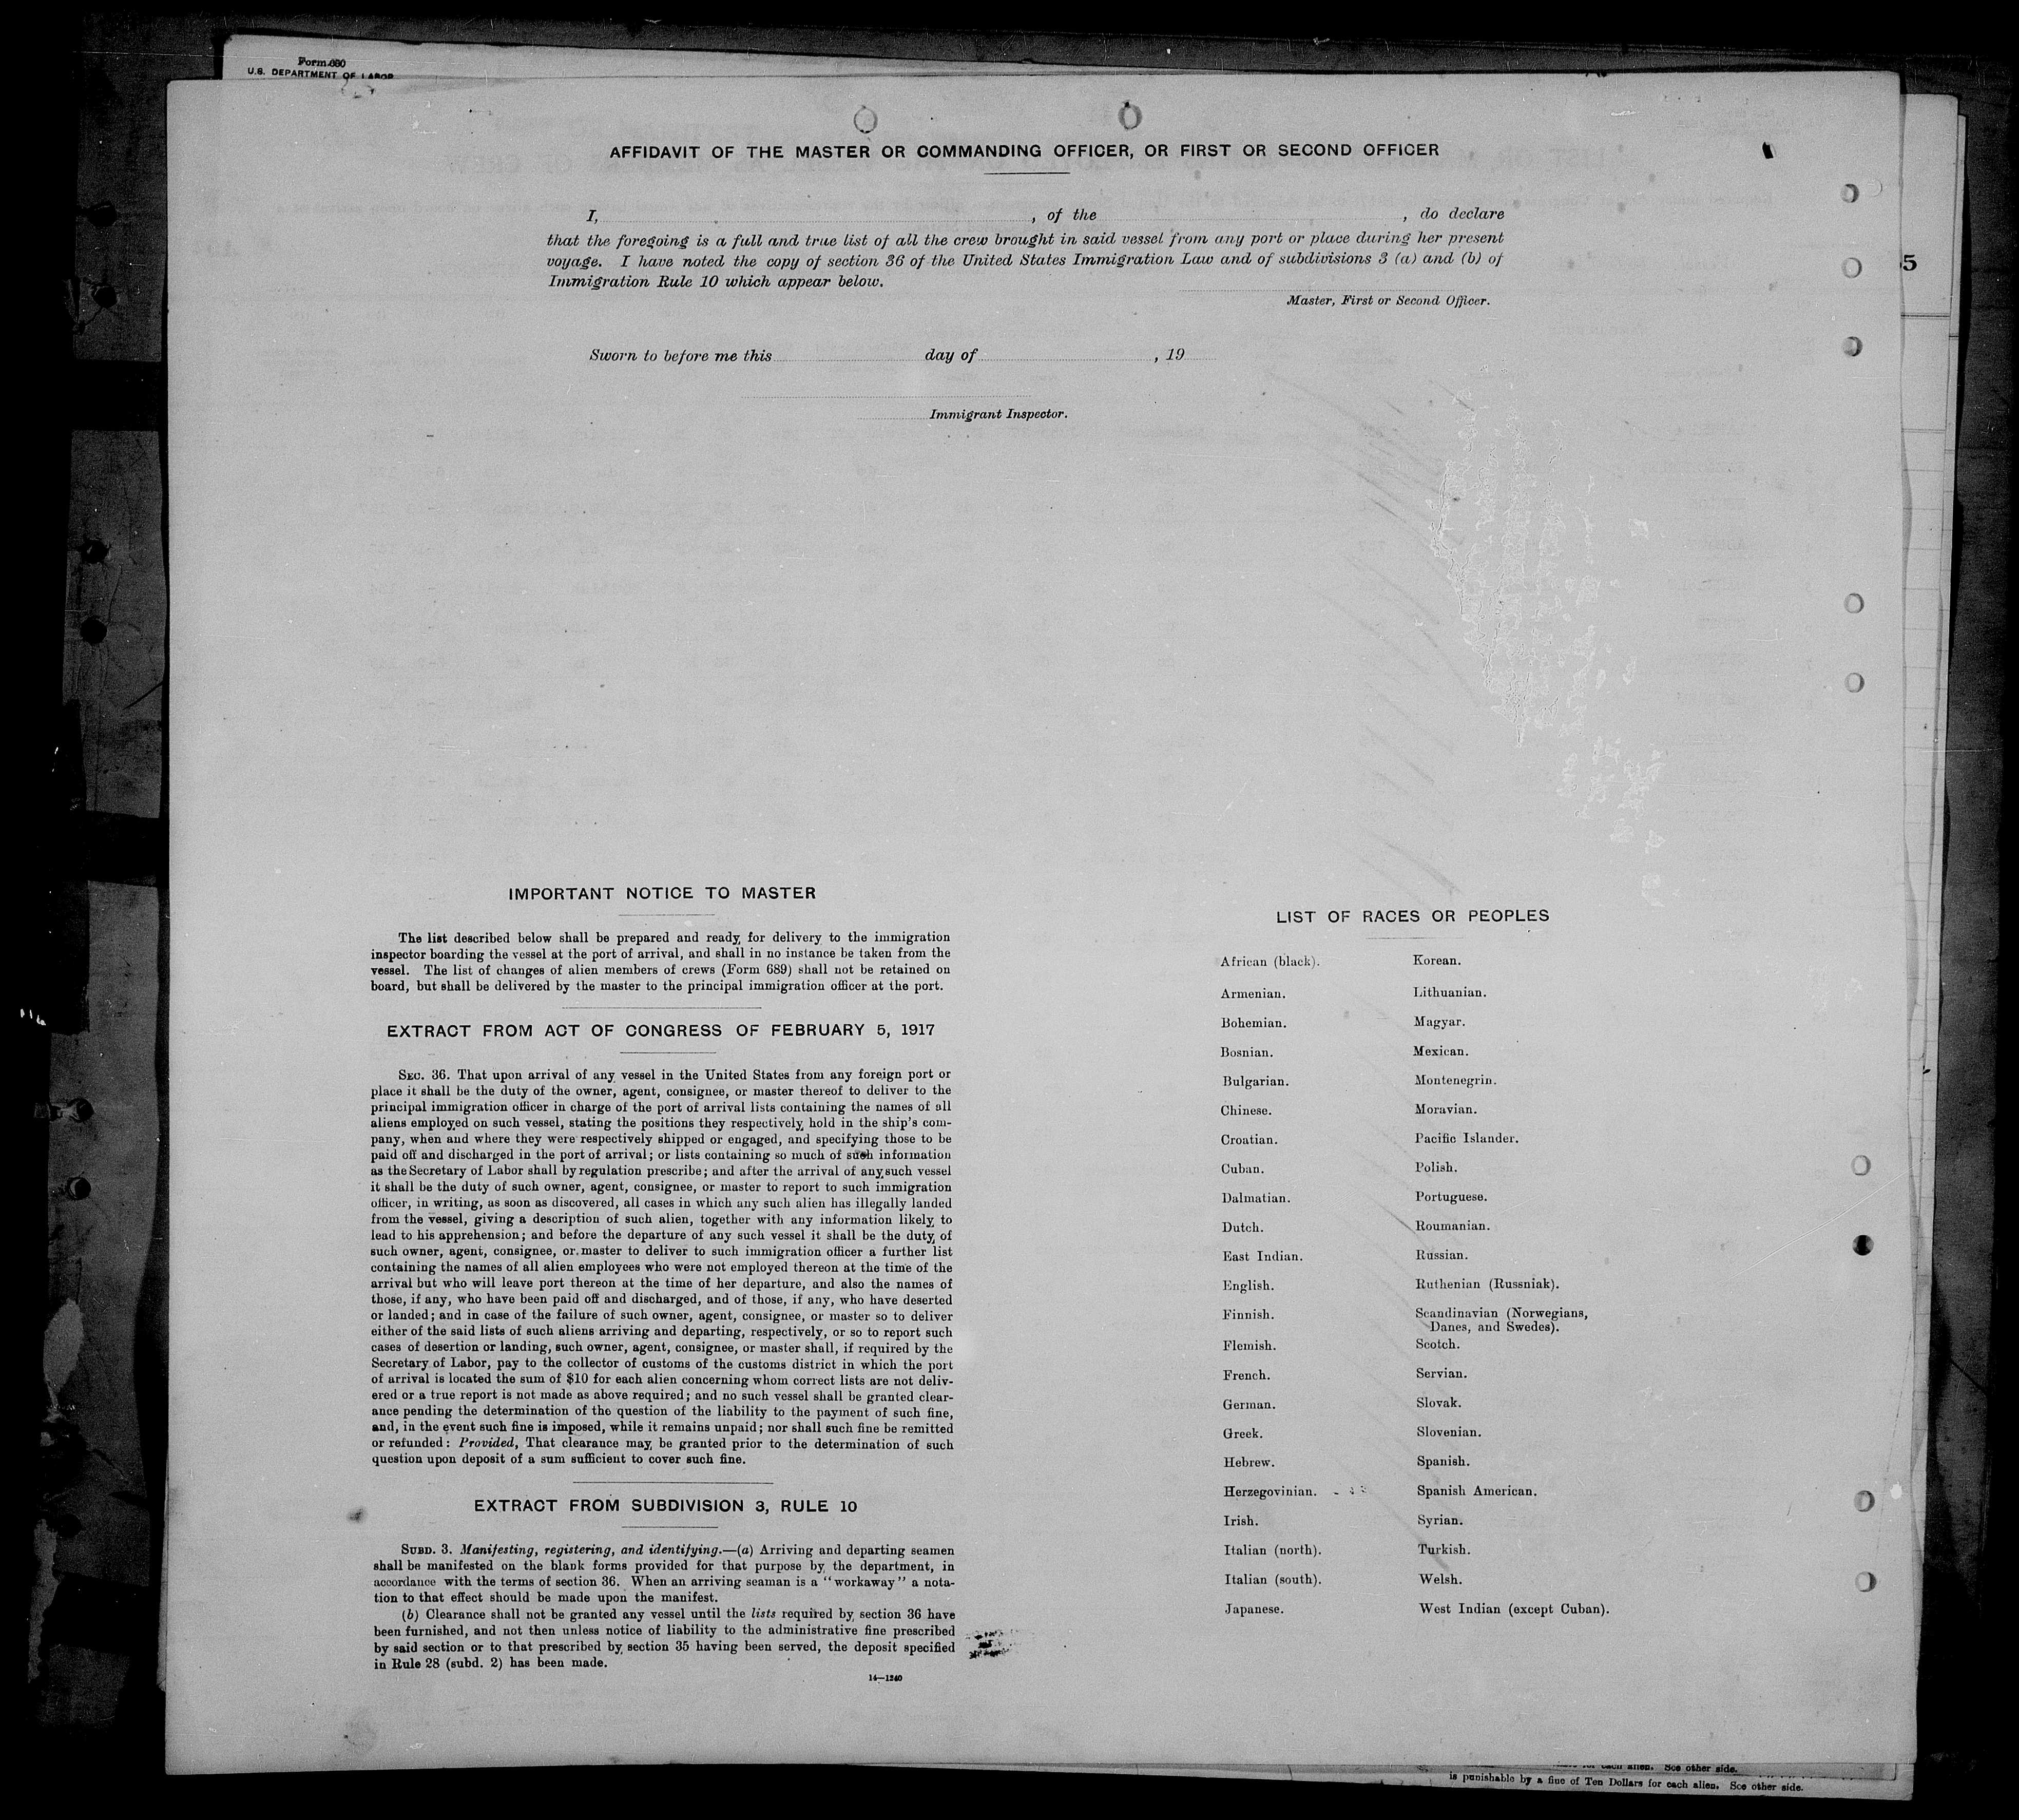 Form 680
U.S. DEPARTMENT OF LABOR
AFFIDAVIT OF THE MASTER OR COMMANDING OFFICER, OR FIRST OR SECOND OFFICER
I, , of the , do declare
that the foregoing is a full and true list of all the crew brought in said vessel from any port or place during her present
voyage. I have noted the copy of section 36 of the United States Immigration Law and of subdivisions 3 (a) and (b) of
Immigration Rule 10 which appear below.
Master, First or Second Officer.
5
Sworn to before me this day of , 19
Immigrant Inspector.
IMPORTANT NOTICE TO MASTER
The list described below shall be prepared and ready for delivery to the immigration
inspector boarding the vessel at the port of arrival, and shall in no instance be taken from the
vessel. The list of changes of alien members of crews (Form 689) shall not be retained on
board, but shall be delivered by the master to the principal immigration officer at the port.
EXTRACT FROM ACT OF CONGRESS OF FEBRUARY 5, 1917
SEC. 36. That upon arrival of any vessel in the United States from any foreign port or
place it shall be the duty of the owner, agent, consignee, or master thereof to deliver to the
principal immigration officer in charge of the port of arrival lists containing the names of all
aliens employed on such vessel, stating the positions they respectively hold in the ship's com-
pany, when and where they were respectively shipped or engaged, and specifying those to be
paid off and discharged in the port of arrival; or lists containing so much of such information
as the Secretary of Labor shall by regulation prescribe; and after the arrival of any such vessel
it shall be the duty of such owner, agent, consignee, or master to report to such immigration
officer, in writing, as soon as discovered, all cases in which any such alien has illegally landed
from the vessel, giving a description of such alien, together with any information likely to
lead to his apprehension; and before the departure of any such vessel it shall be the duty of
such owner, agent, consignee, or master to deliver to such immigration officer a further list
containing the names of all alien employees who were not employed thereon at the time of the
arrival but who will leave port thereon at the time of her departure, and also the names of
those, if any, who have been paid off and discharged, and of those, if any, who have deserted
or landed; and in case of the failure of such owner, agent, consignee, or master so to deliver
either of the said lists of such aliens arriving and departing, respectively, or so to report such
cases of desertion or landing, such owner, agent, consignee, or master shall, if required by the
Secretary of Labor, pay to the collector of customs of the customs district in which the port
of arrival is located the sum of $10 for each alien concerning whom correct lists are not deliv-
ered or a true report is not made as above required; and no such vessel shall be granted clear-
ance pending the determination of the question of the liability to the payment of such fine,
and, in the event such fine is imposed, while it remains unpaid; nor shall such fine be remitted
or refunded: Provided, That clearance may be granted prior to the determination of such
question upon deposit of a sum sufficient to cover such fine.
EXTRACT FROM SUBDIVISION 3, RULE 10
SUBD. 3. Manifesting, registering, and identifying.—(a) Arriving and departing seamen
shall be manifested on the blank forms provided for that purpose by the department, in
accordance with the terms of section 36. When an arriving seaman is a "workaway" a nota-
tion to that effect should be made upon the manifest.
(b) Clearance shall not be granted any vessel until the lists required by section 36 have
been furnished, and not then unless notice of liability to the administrative fine prescribed
by said section or to that prescribed by section 35 having been served, the deposit specified
in Rule 28 (subd. 2) has been made.
14—1240
LIST OF RACES OR PEOPLES
African (black).
Armenian.
Bohemian.
Bosnian.
Bulgarian.
Chinese.
Croatian.
Cuban.
Dalmatian.
Dutch.
East Indian.
English.
Finnish.
Flemish.
French.
German.
Greek.
Hebrew.
Herzegovinian.
Irish.
Italian (north).
Italian (south).
Japanese.
Korean.
Lithuanian.
Magyar.
Mexican.
Montenegrin.
Moravian.
Pacific Islander.
Polish.
Portuguese.
Roumanian.
Russian.
Ruthenian (Russniak).
Scandinavian (Norwegians,
Danes, and Swedes).
Scotch.
Servian.
Slovak.
Slovenian.
Spanish.
Spanish American.
Syrian.
Turkish.
Welsh.
West Indian (except Cuban).
for each alien. See other side.
is punishable by a fine of Ten Dollars for each alien. See other side.